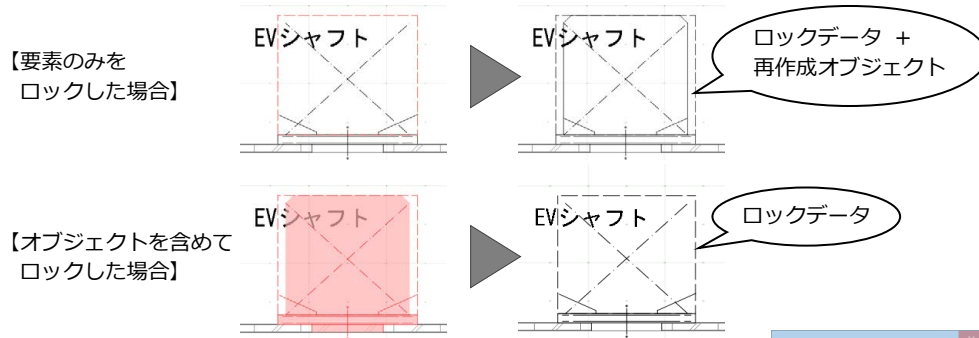 【要素のみを
ロックした場合】
EVシャフト
EVシャフト
ロックデータ +
再作成オブジェクト
【オブジェクトを含めて
ロックした場合】
EVシャフト
EVシャフト
ロックデータ